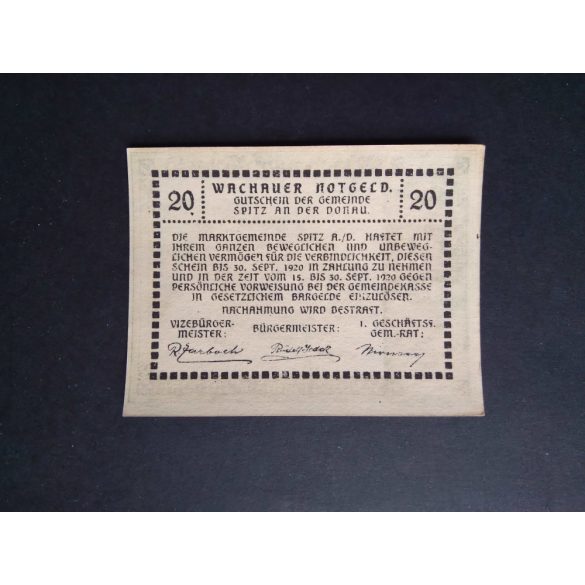 20 WACHAUER NOTGELD. 20
GUTSCHEIN DER GEMEINDE
SPITZ AN DER DONAU.
DIE MARKTGEMEINDE SPITZ A./D. HAFTET MIT
IHREM GANZEN BEWEGLICHEN UND UNBEWEG-
LICHEN VERMÖGEN FÜR DIE VERBINDLICHKEIT, DIESEN
SCHEIN BIS 30. SEPT. 1920 IN ZAHLUNG ZU NEHMEN
UND IN DER ZEIT VOM 15. BIS 30. SEPT. 1920 GEGEN
PERSÖNLICHE VORWEISUNG BEI DER GEMEINDEKASSE
IN GESETZLICHEM BARGELDE EINZULÖSEN.
NACHAHMUNG WIRD BESTRAFT.
VIZEBÜRGER-
MEISTER:
BÜRGERMEISTER:
1. GESCHÄFTSF.
GEM.-RAT: